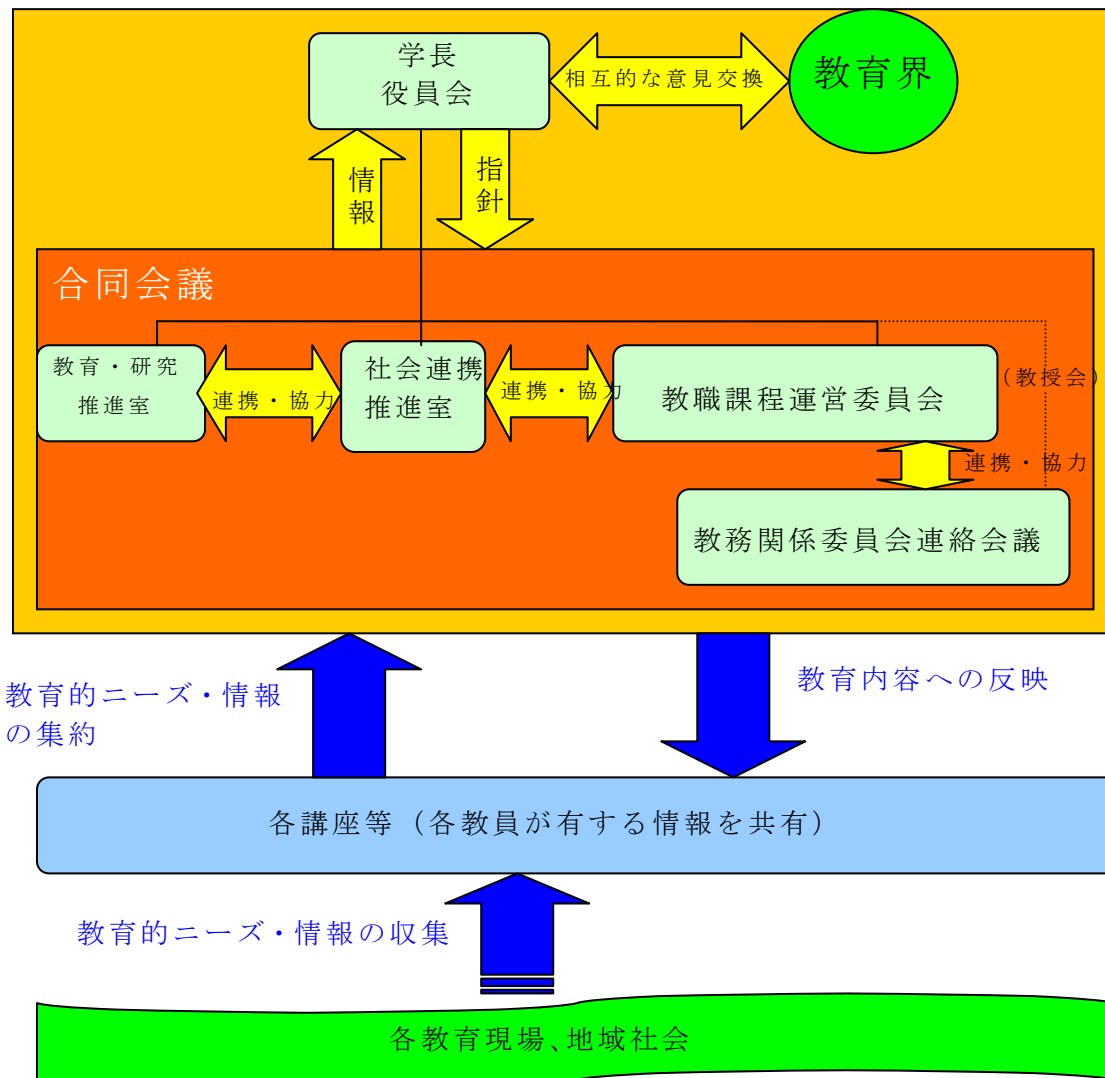 学長
役員会
相互的な意見交換
教育界
情報
指針
合同会議
教育・研究
推進室
連携・協力
社会連携
推進室
連携・協力
教職課程運営委員会
(教授会)
連携・協力
教務関係委員会連絡会議
教育的ニーズ・情報
の集約
教育内容への反映
各講座等（各教員が有する情報を共有）
教育的ニーズ・情報の収集
各教育現場、地域社会